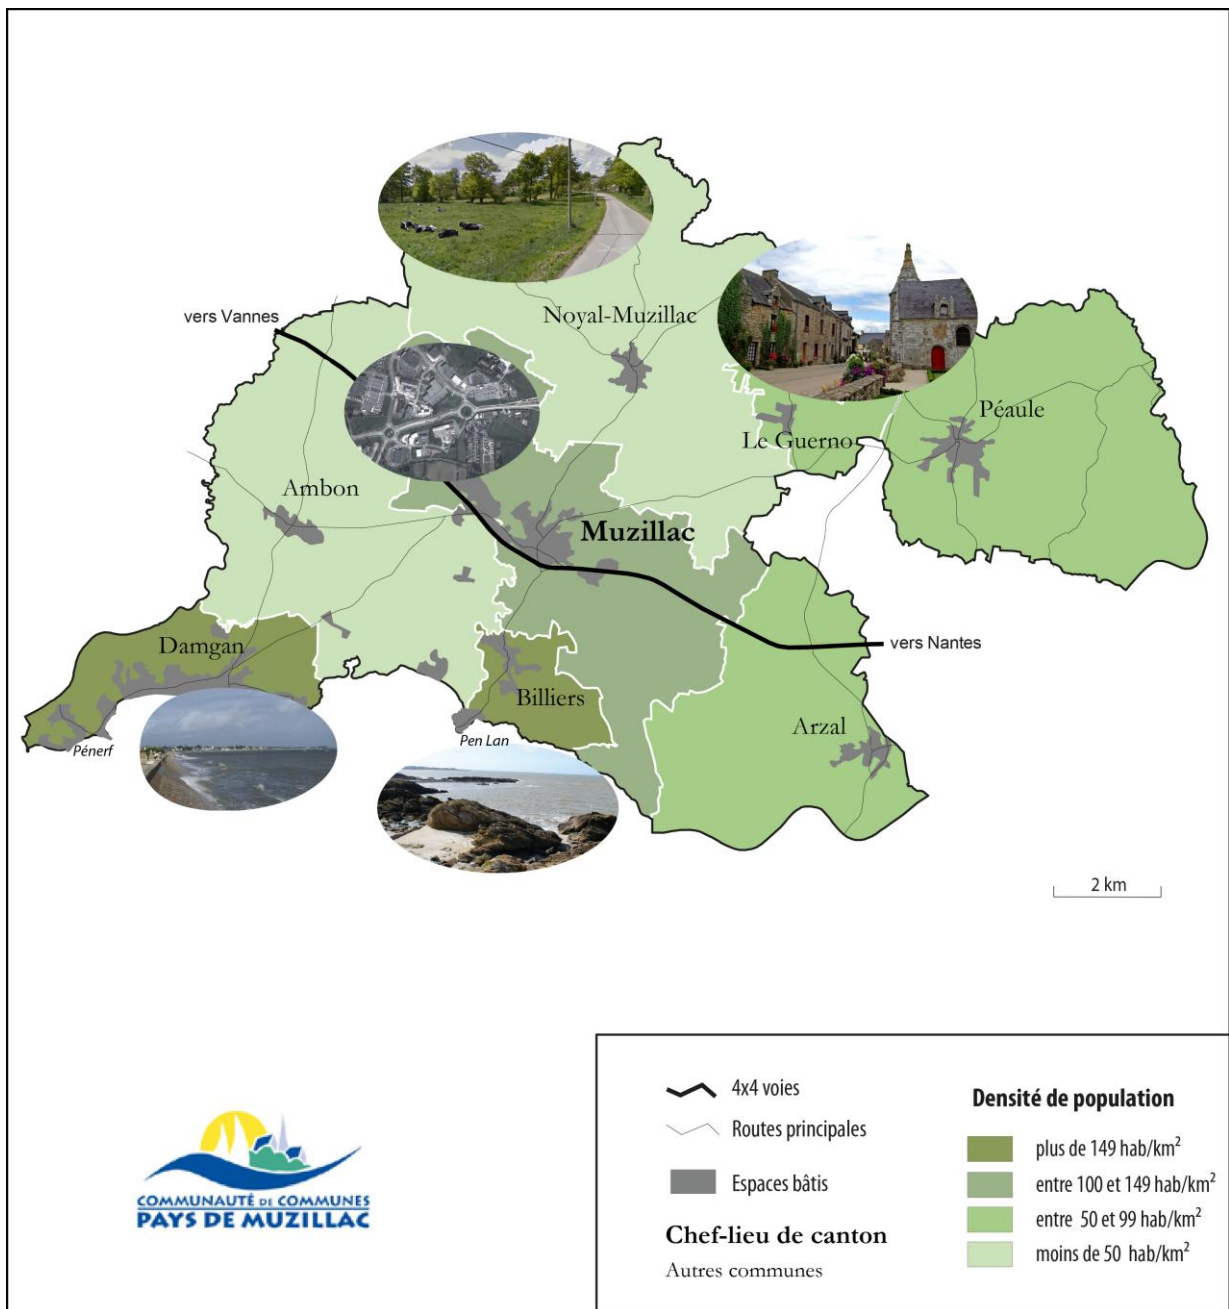 vers Vannes
Noyal-Muzillac
Péaule
Le Guerno
Ambon
Muzillac
vers Nantes
Damgan
Billiers
Arzal
Pénerf
Pen Lan
2 km
4x4 voies
Routes principales
Espaces bâtis
Chef-lieu de canton
Autres communes
Densité de population
plus de 149 hab/km²
entre 100 et 149 hab/km²
entre 50 et 99 hab/km²
moins de 50 hab/km²
COMMUNAUTÉ DE COMMUNES
PAYS DE MUZILLAC